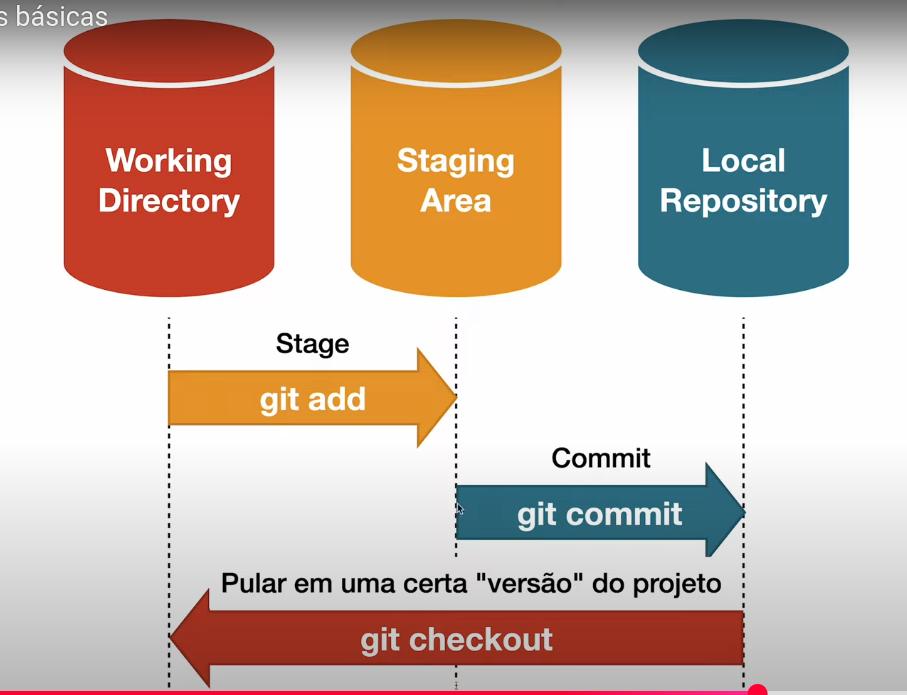 s básicas
Working
Directory
Staging
Area
Local
Repository
Stage
git add
Commit
git commit
Pular em uma certa "versão" do projeto
git checkout